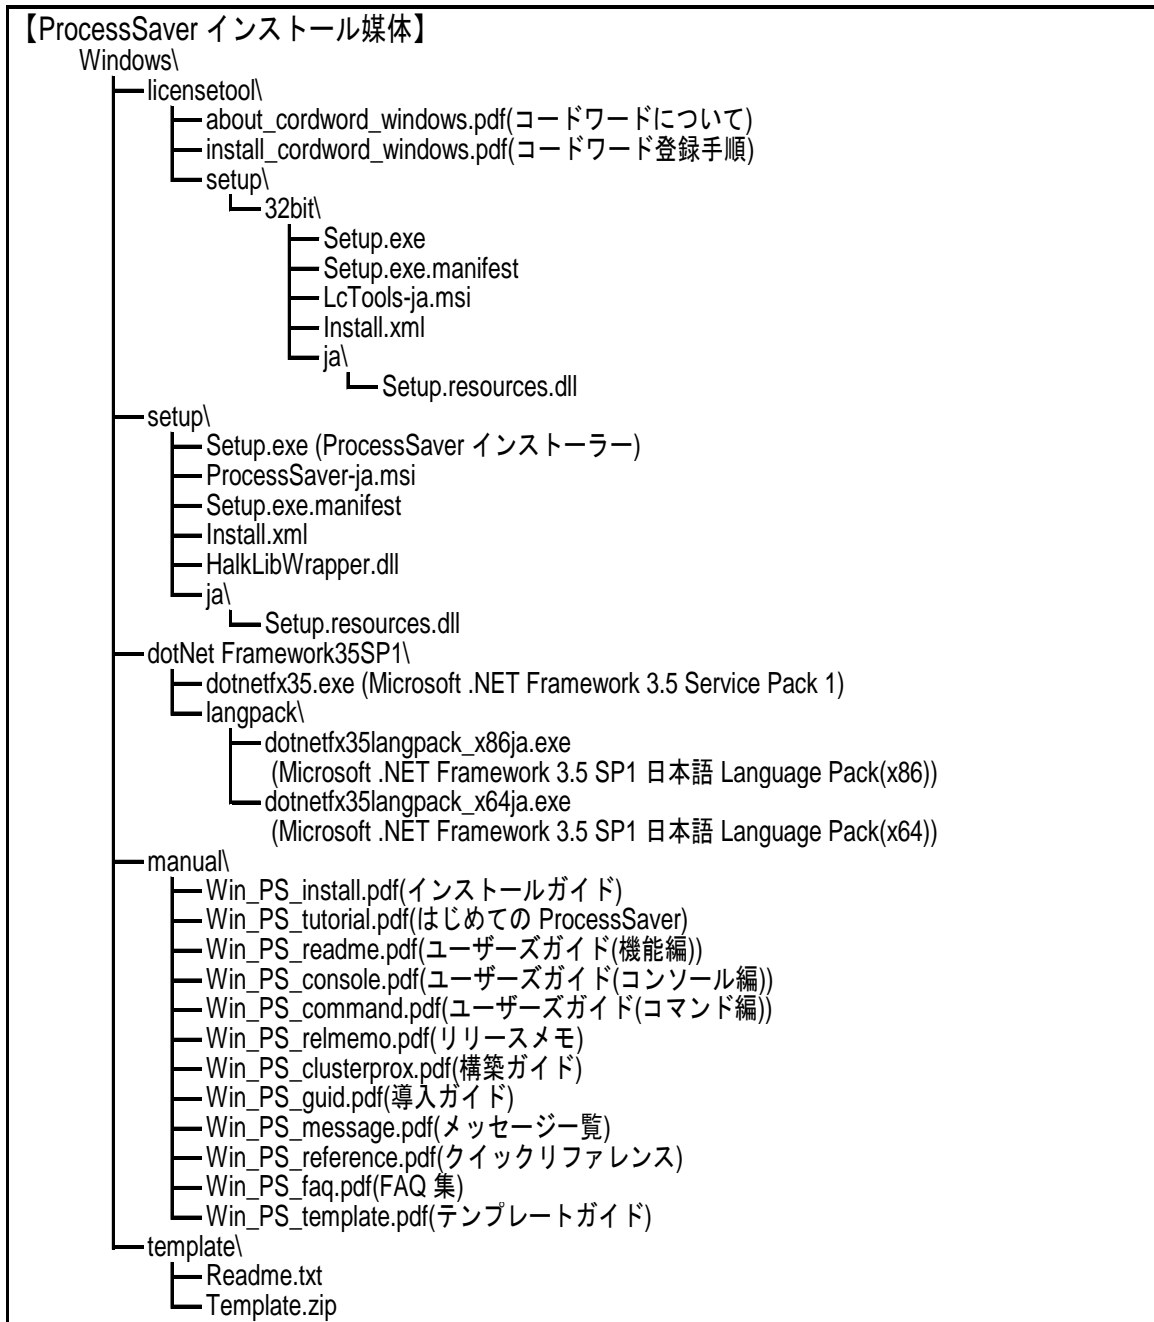 【ProcessSaver インストール媒体】
Windows\
licensetool\
about_cordword_windows.pdf(コードワードについて)
install_cordword_windows.pdf(コードワード登録手順)
setup\
32bit\
Setup.exe
Setup.exe.manifest
LcTools-ja.msi
Install.xml
ja\
Setup.resources.dll
setup\
Setup.exe (ProcessSaver インストーラー)
ProcessSaver-ja.msi
Setup.exe.manifest
Install.xml
HalkLibWrapper.dll
ja\
Setup.resources.dll
dotNet Framework35SP1\
dotnetfx35.exe (Microsoft .NET Framework 3.5 Service Pack 1)
langpack\
dotnetfx35langpack_x86ja.exe
(Microsoft .NET Framework 3.5 SP1 日本語 Language Pack(x86))
dotnetfx35langpack_x64ja.exe
(Microsoft .NET Framework 3.5 SP1 日本語 Language Pack(x64))
manual\
Win_PS_install.pdf(インストールガイド)
Win_PS_tutorial.pdf(はじめての ProcessSaver)
Win_PS_readme.pdf(ユーザーズガイド(機能編))
Win_PS_console.pdf(ユーザーズガイド(コンソール編))
Win_PS_command.pdf(ユーザーズガイド(コマンド編))
Win_PS_relmemo.pdf(リリースメモ)
Win_PS_clusterprox.pdf(構築ガイド)
Win_PS_guid.pdf(導入ガイド)
Win_PS_message.pdf(メッセージ一覧)
Win_PS_reference.pdf(クイックリファレンス)
Win_PS_faq.pdf(FAQ 集)
Win_PS_template.pdf(テンプレートガイド)
template\
Readme.txt
Template.zip